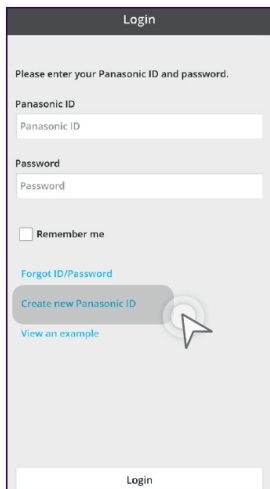 Login
Please enter your Panasonic ID and password.
Panasonic ID
Panasonic ID
Password
Password
Remember me
Forgot ID/Password
Create new Panasonic ID
View an example
Login